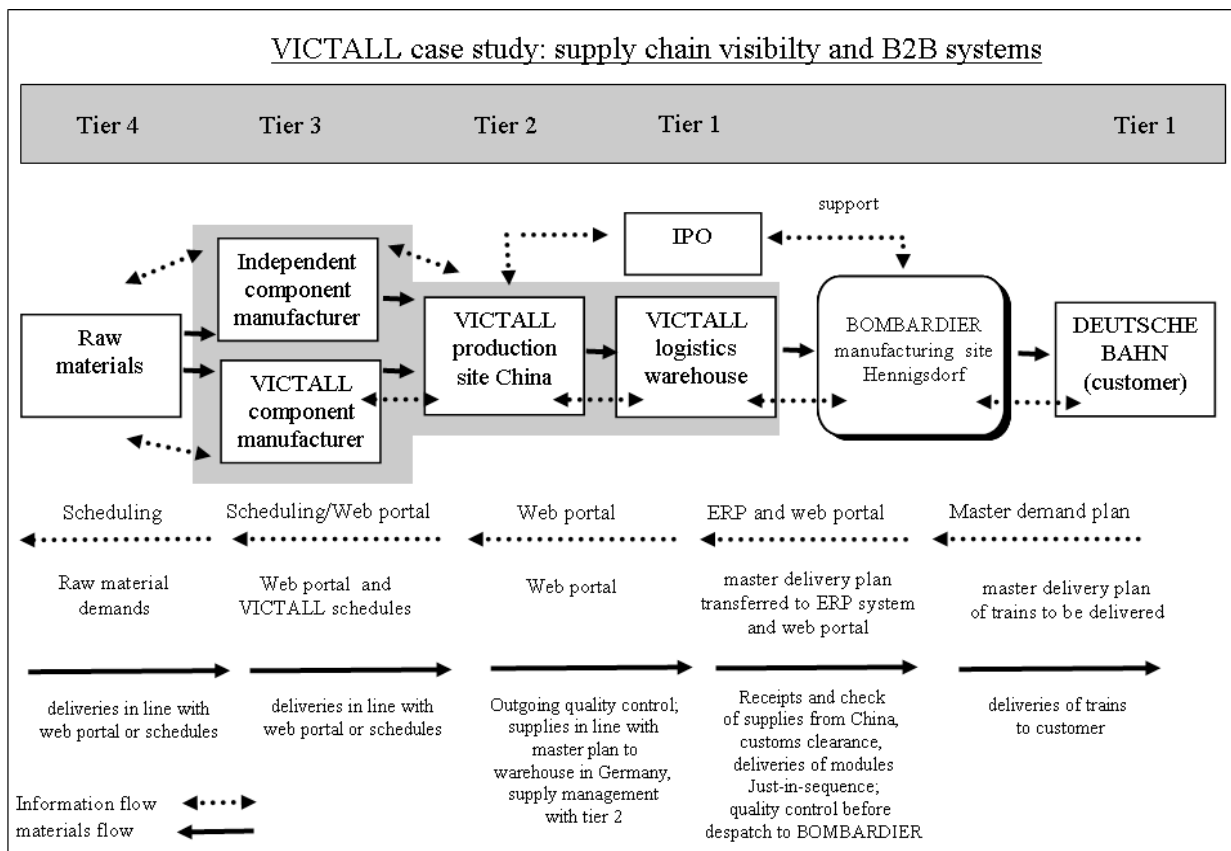 VICTALL case study: supply chain visibilty and B2B systems
Tier 4
Tier 3
Tier 2
Tier 1
Tier 1
support
IPO
Independent
component
manufacturer
Raw
materials
VICTALL
component
manufacturer
VICTALL
production
site China
VICTALL
logistics
warehouse
BOMBARDIER
manufacturing site
Hennigsdorf
DEUTSCHE
BAHN
(customer)
Scheduling
Scheduling/Web portal
Web portal
ERP and web portal
Master demand plan
Raw material
demands
Web portal and
VICTALL schedules
Web portal
master delivery plan
transferred to ERP system
and web portal
master delivery plan
of trains to be delivered
deliveries in line with
web portal or schedules
deliveries in line with
web portal or schedules
Outgoing quality control;
supplies in line with
master plan to
warehouse in Germany,
supply management
with tier 2
Receipts and check
of supplies from China,
customs clearance,
deliveries of modules
Just-in-sequence;
quality control before
despatch to BOMBARDIER
deliveries of trains
to customer
Information flow
materials flow